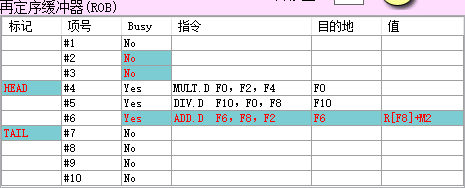 再定序缓冲器(ROB)
标记 项号 Busy 指令 目的地 值
#1 No
#2 No
#3 No
HEAD #4 Yes MULT.D F0, F2, F4 F0
#5 Yes DIV.D F10, F0, F8 F10
#6 Yes ADD.D F6, F8, F2 F6 R[F8]+M2
TAIL #7 No
#8 No
#9 No
#10 No